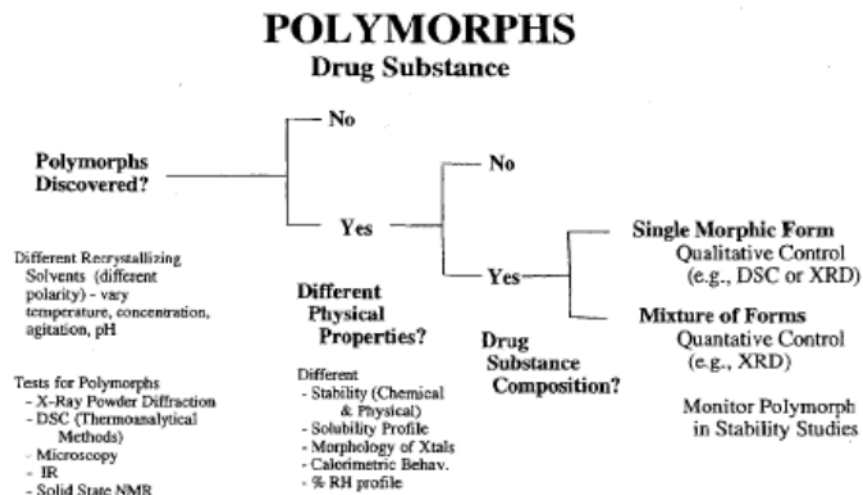 POLYMORPHS
Drug Substance
No
Polymorphs
Discovered?
No
Yes
Single Morphic Form
Qualitative Control
(e.g., DSC or XRD)
Different Recrystallizing
Solvents (different
polarity) - vary
temperature, concentration,
agitation, pH
Yes
Different
Physical
Properties?
Mixture of Forms
Quantative Control
(e.g., XRD)
Drug
Substance
Composition?
Tests for Polymorphs
- X-Ray Powder Diffraction
- DSC (Thermoanalytical
Methods)
- Microscopy
- IR
- Solid State NMR
Different
- Stability (Chemical
& Physical)
- Solubility Profile
- Morphology of Xtals
- Calorimetric Behav.
- % RH profile
Monitor Polymorph
in Stability Studies